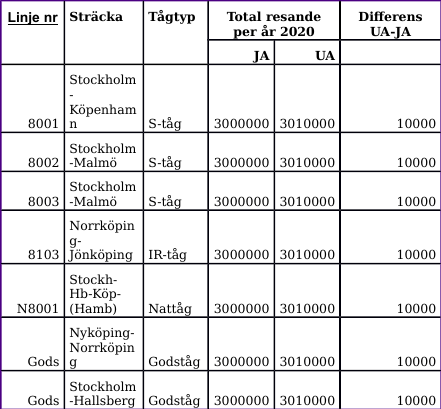 Linje nr Sträcka Tågtyp Total resande per år 2020 Differens UA-JA
JA UA
8001 Stockholm-Köpenhamn S-tåg 3000000 3010000 10000
8002 Stockholm-Malmö S-tåg 3000000 3010000 10000
8003 Stockholm-Malmö S-tåg 3000000 3010000 10000
8103 Norrköping-Jönköping IR-tåg 3000000 3010000 10000
N8001 Stockh-Hb-Köp-(Hamb) Nattåg 3000000 3010000 10000
Gods Nyköping-Norrköping Godståg 3000000 3010000 10000
Gods Stockholm-Hallsberg Godståg 3000000 3010000 10000